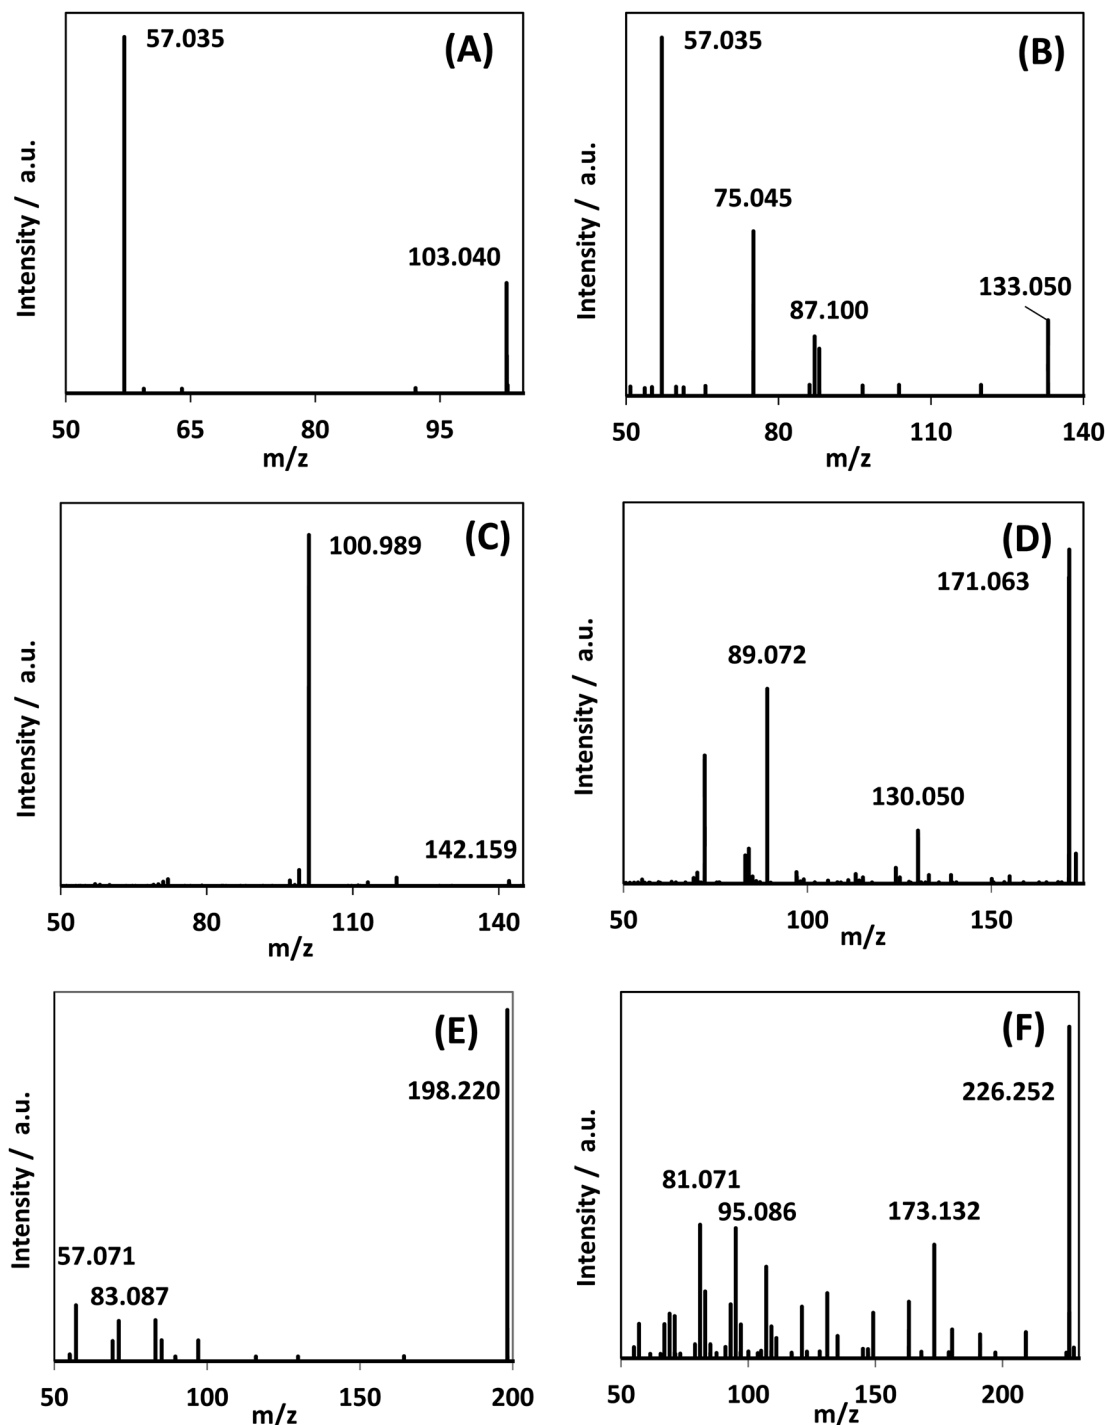 (A)
57.035
103.040
Intensity / a.u.
50 65 80 95
m/z
(B)
57.035
75.045
87.100
133.050
Intensity / a.u.
50 80 110 140
m/z
(C)
100.989
142.159
Intensity / a.u.
50 80 110 140
m/z
(D)
171.063
89.072
130.050
Intensity / a.u.
50 100 150
m/z
(E)
198.220
57.071
83.087
Intensity / a.u.
50 100 150 200
m/z
(F)
226.252
81.071
95.086
173.132
Intensity / a.u.
50 100 150 200
m/z